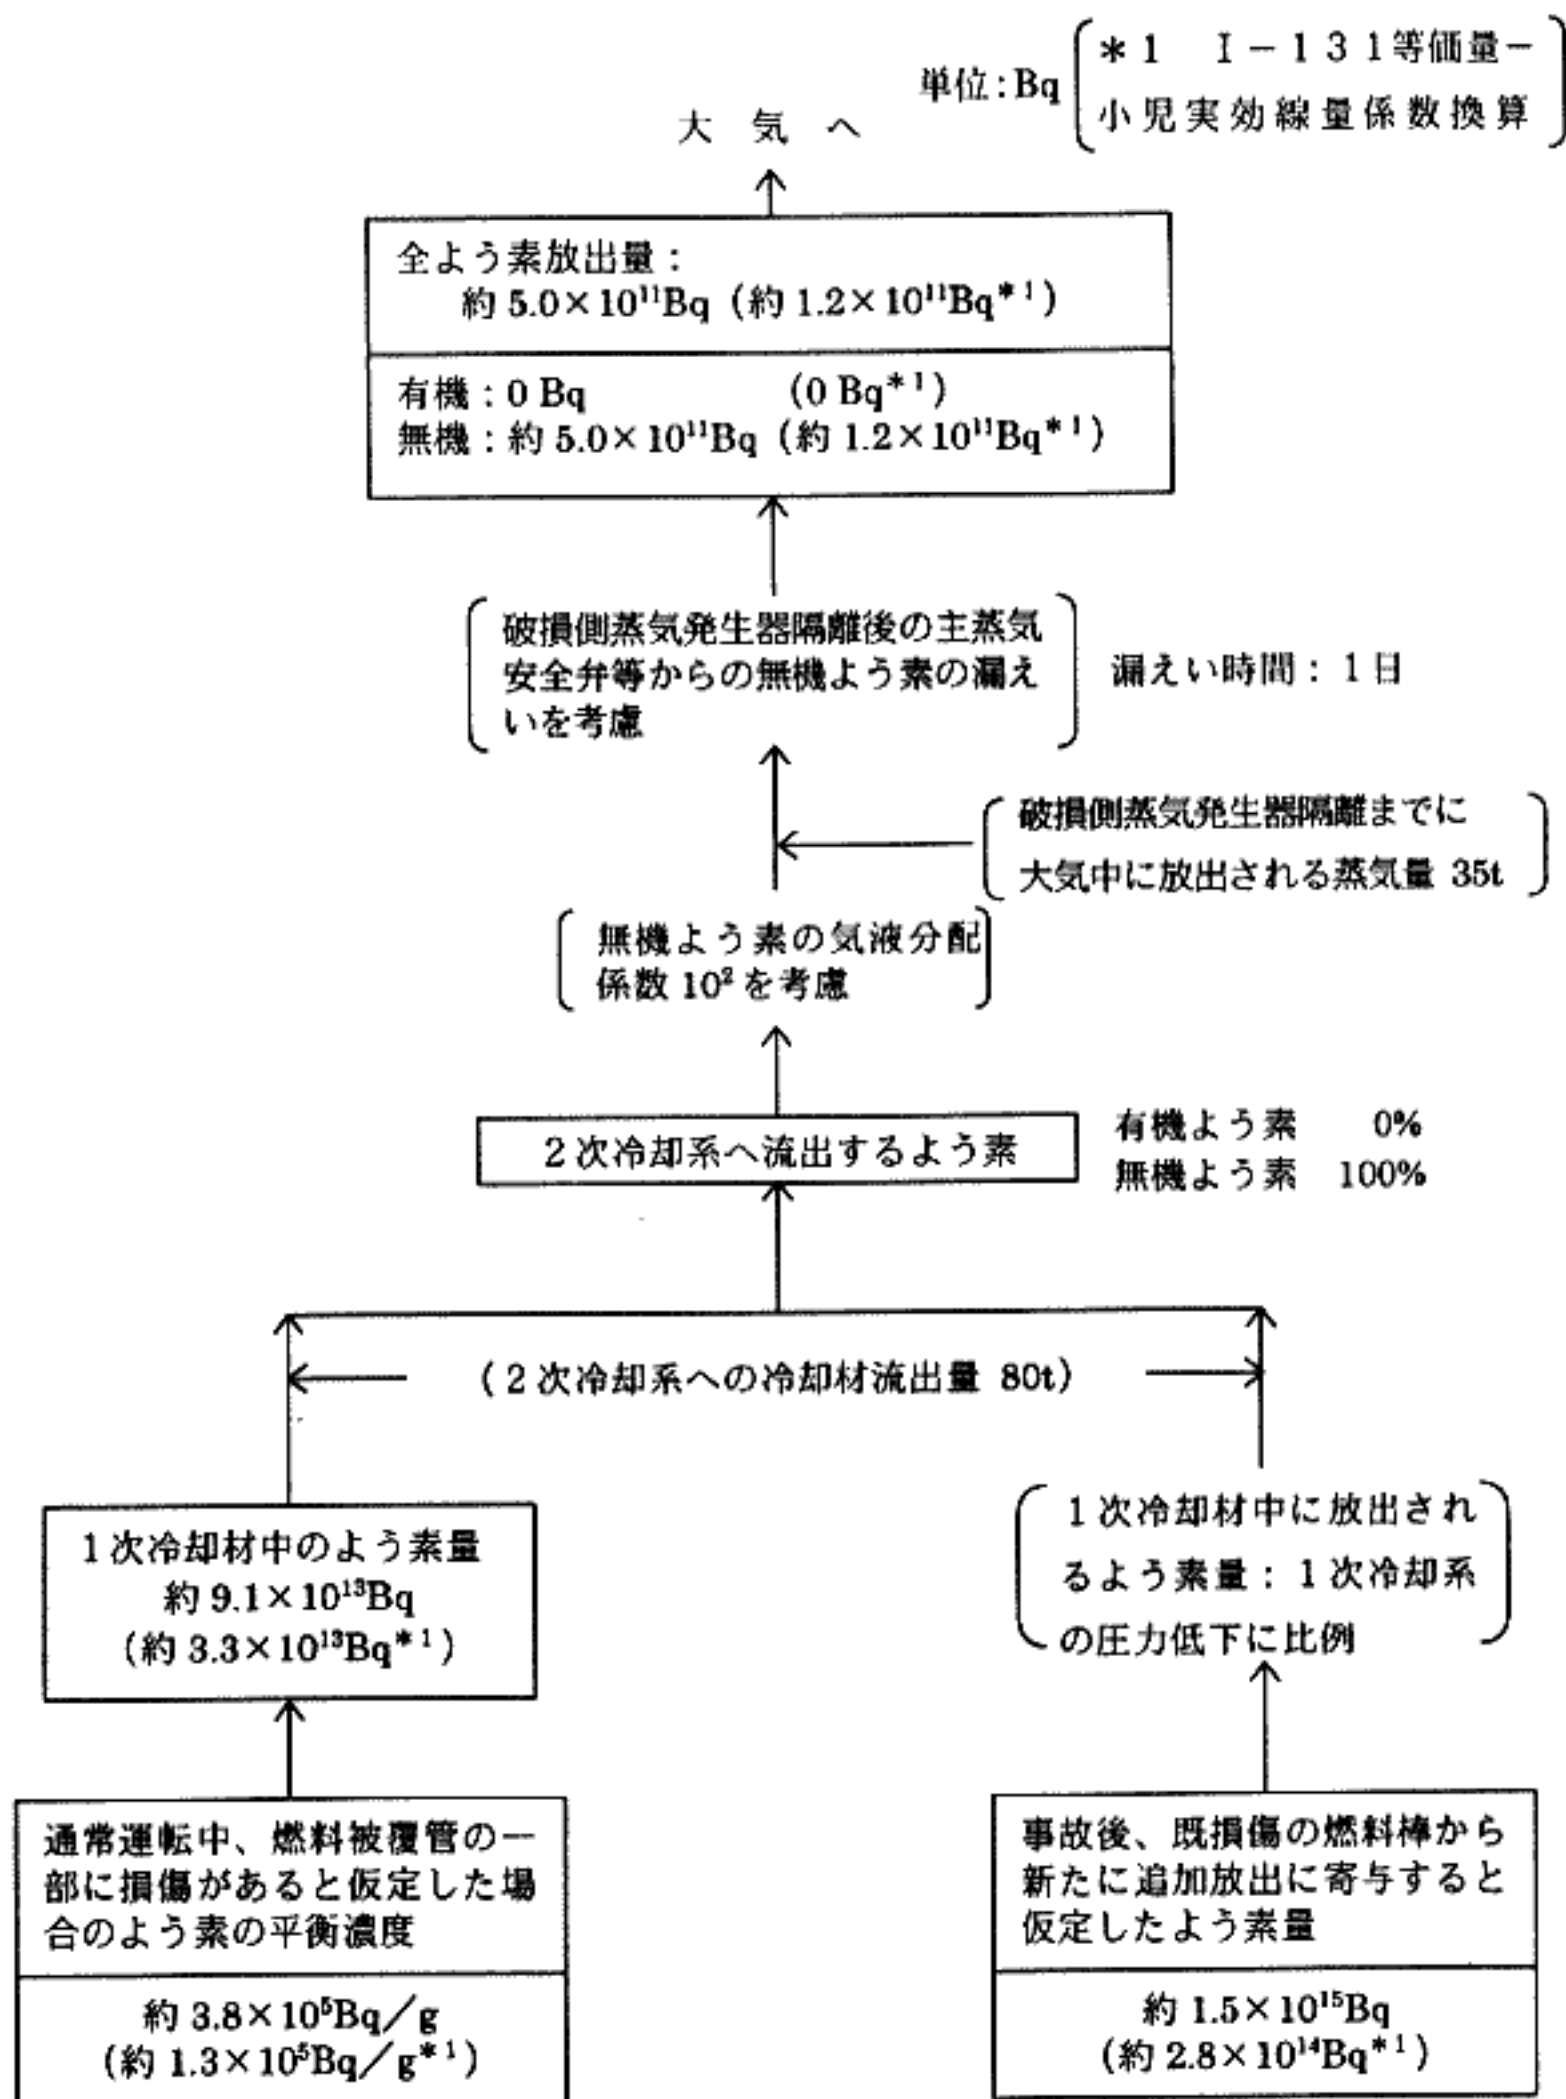 単位:Bq
*1 I-131等価量-
小児実効線量係数換算
大気へ
全よう素放出量：
約 5.0×10¹¹Bq (約 1.2×10¹¹Bq*¹)
有機：0 Bq (0 Bq*¹)
無機：約 5.0×10¹¹Bq (約 1.2×10¹¹Bq*¹)
破損側蒸気発生器隔離後の主蒸気
安全弁等からの無機よう素の漏え
いを考慮
漏えい時間：1日
破損側蒸気発生器隔離までに
大気中に放出される蒸気量 35t
無機よう素の気液分配
係数 10²を考慮
2次冷却系へ流出するよう素
有機よう素 0%
無機よう素 100%
(2次冷却系への冷却材流出量 80t)
1次冷却材中のよう素量
約 9.1×10¹³Bq
(約 3.3×10¹³Bq*¹)
1次冷却材中に放出され
るよう素量：1次冷却系
の圧力低下に比例
通常運転中、燃料被覆管の一
部に損傷があると仮定した場
合のよう素の平衡濃度
約 3.8×10⁵Bq／g
(約 1.3×10⁵Bq／g*¹)
事故後、既損傷の燃料棒から
新たに追加放出に寄与すると
仮定したよう素量
約 1.5×10¹⁵Bq
(約 2.8×10¹⁴Bq*¹)